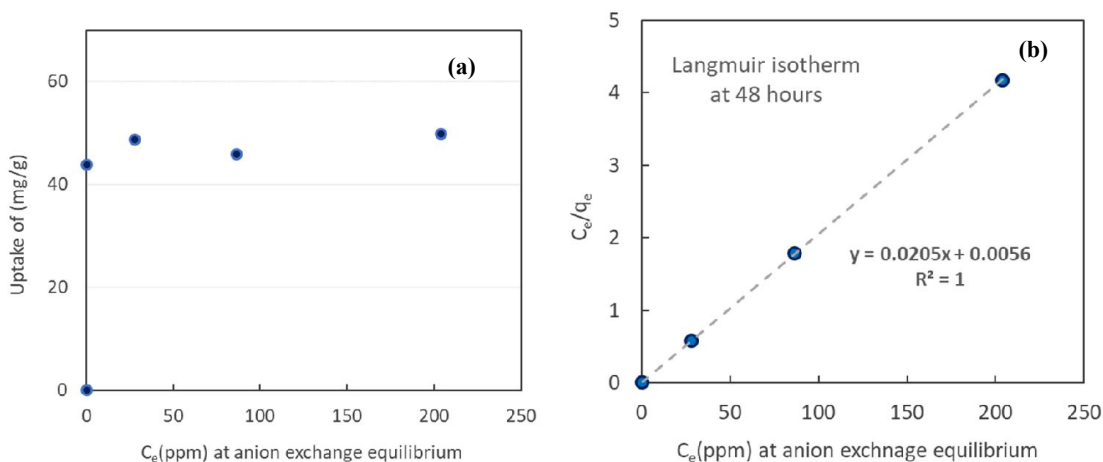 (a)
Uptake of (mg/g)
60
40
20
0
0 50 100 150 200 250
Cₑ(ppm) at anion exchange equilibrium
(b)
Langmuir isotherm
at 48 hours
Cₑ/qₑ
5
4
3
2
1
0
y = 0.0205x + 0.0056
R² = 1
0 50 100 150 200 250
Cₑ(ppm) at anion exchnage equilibrium